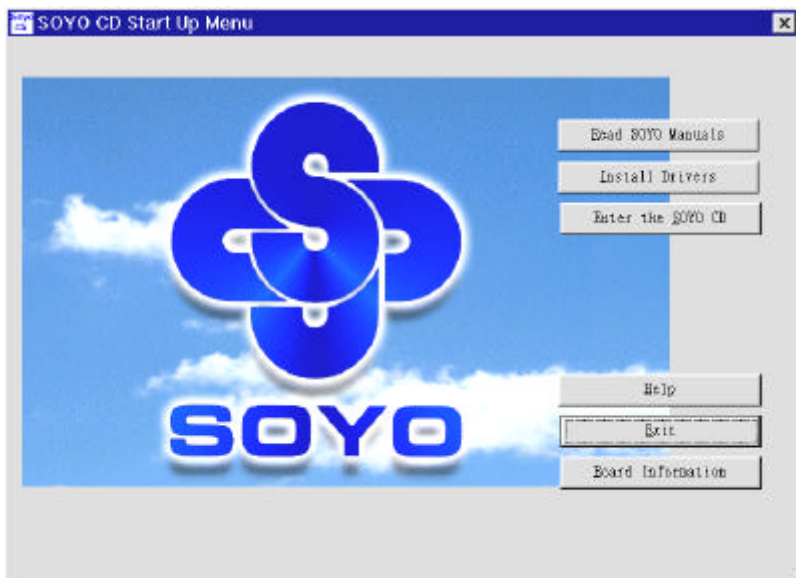 SOYO CD Start Up Menu
Read SOYO Manuals
Install Drivers
Enter the SOYO CD
Help
Exit
Board Information
SOYO